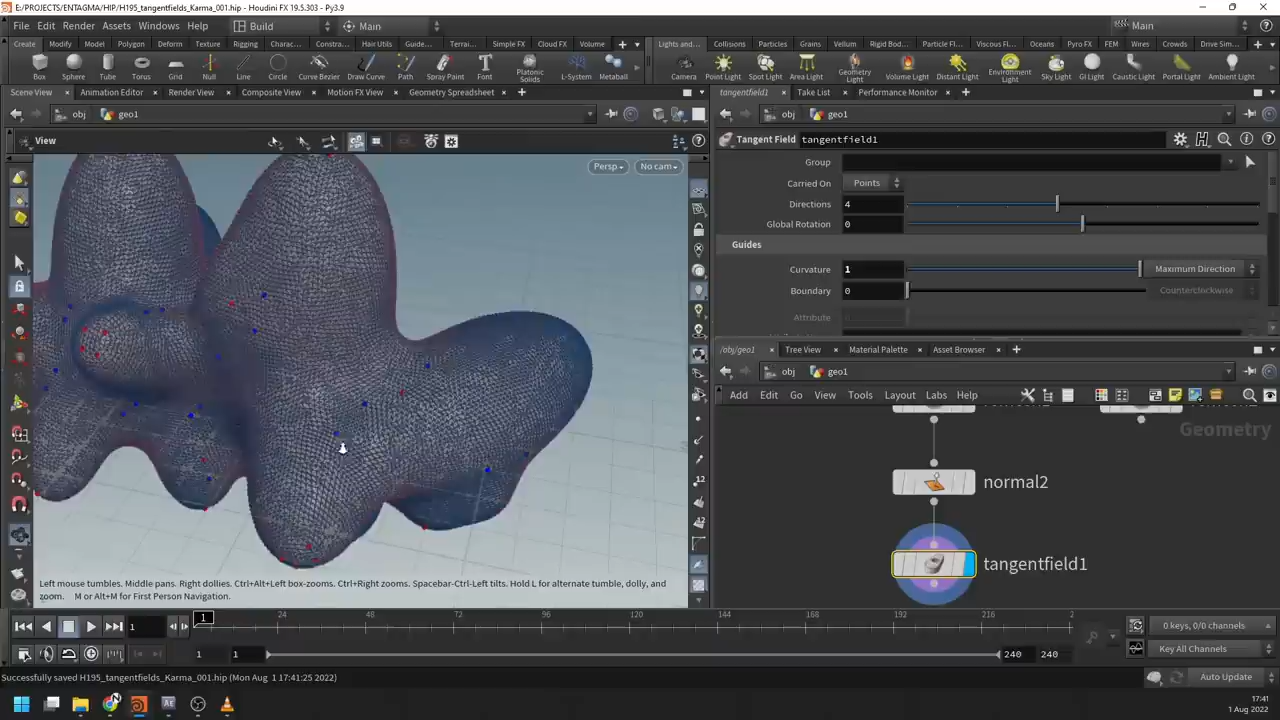 E:/PROJECTS/ENTAGMA/HIP/H195_tangentfields_Karma_001.hip - Houdini FX 19.5.303 - Py3.9
File Edit Render Assets Windows Help Build Main Main
Create Modify Model Polygon Deform Texture Rigging Charac... Constra... Hair Utils Guide... Terrai... Simple FX Cloud FX Volume
Lights and... Collisions Particles Grains Vellum Rigid Bod... Particle Fl... Viscous Fl... Oceans Pyro FX FEM Wires Crowds Drive Sim...
Box Sphere Tube Torus Grid Null Line Circle Curve Bezier Draw Curve Path Spray Paint Font Platonic Solids L-System Metaball
Camera Point Light Spot Light Area Light Geometry Light Volume Light Distant Light Environment Light Sky Light GI Light Caustic Light Portal Light Ambient Light
Scene View Animation Editor Render View Composite View Motion FX View Geometry Spreadsheet
tangentfield1 Take List Performance Monitor
obj geo1
obj geo1
View
Persp No cam
Tangent Field tangentfield1
Group
Carried On Points
Directions 4
Global Rotation 0
Guides
Curvature 1 Maximum Direction
Boundary 0 Counterclockwise
Attribute
/obj/geo1 Tree View Material Palette Asset Browser
obj geo1
Add Edit Go View Tools Layout Labs Help
Geometry
normal2
tangentfield1
Left mouse tumbles. Middle pans. Right dollies. Ctrl+Alt+Left box-zooms. Ctrl+Right zooms. Spacebar-Ctrl-Left tilts. Hold L for alternate tumble, dolly, and
zoom. M or Alt+M for First Person Navigation.
1 1 24 48 72 96 120 144 168 192 216 2
0 keys, 0/0 channels
1 1 240 240
Key All Channels
Successfully saved H195_tangentfields_Karma_001.hip (Mon Aug 1 17:41:25 2022)
Auto Update
17:41
1 Aug 2022